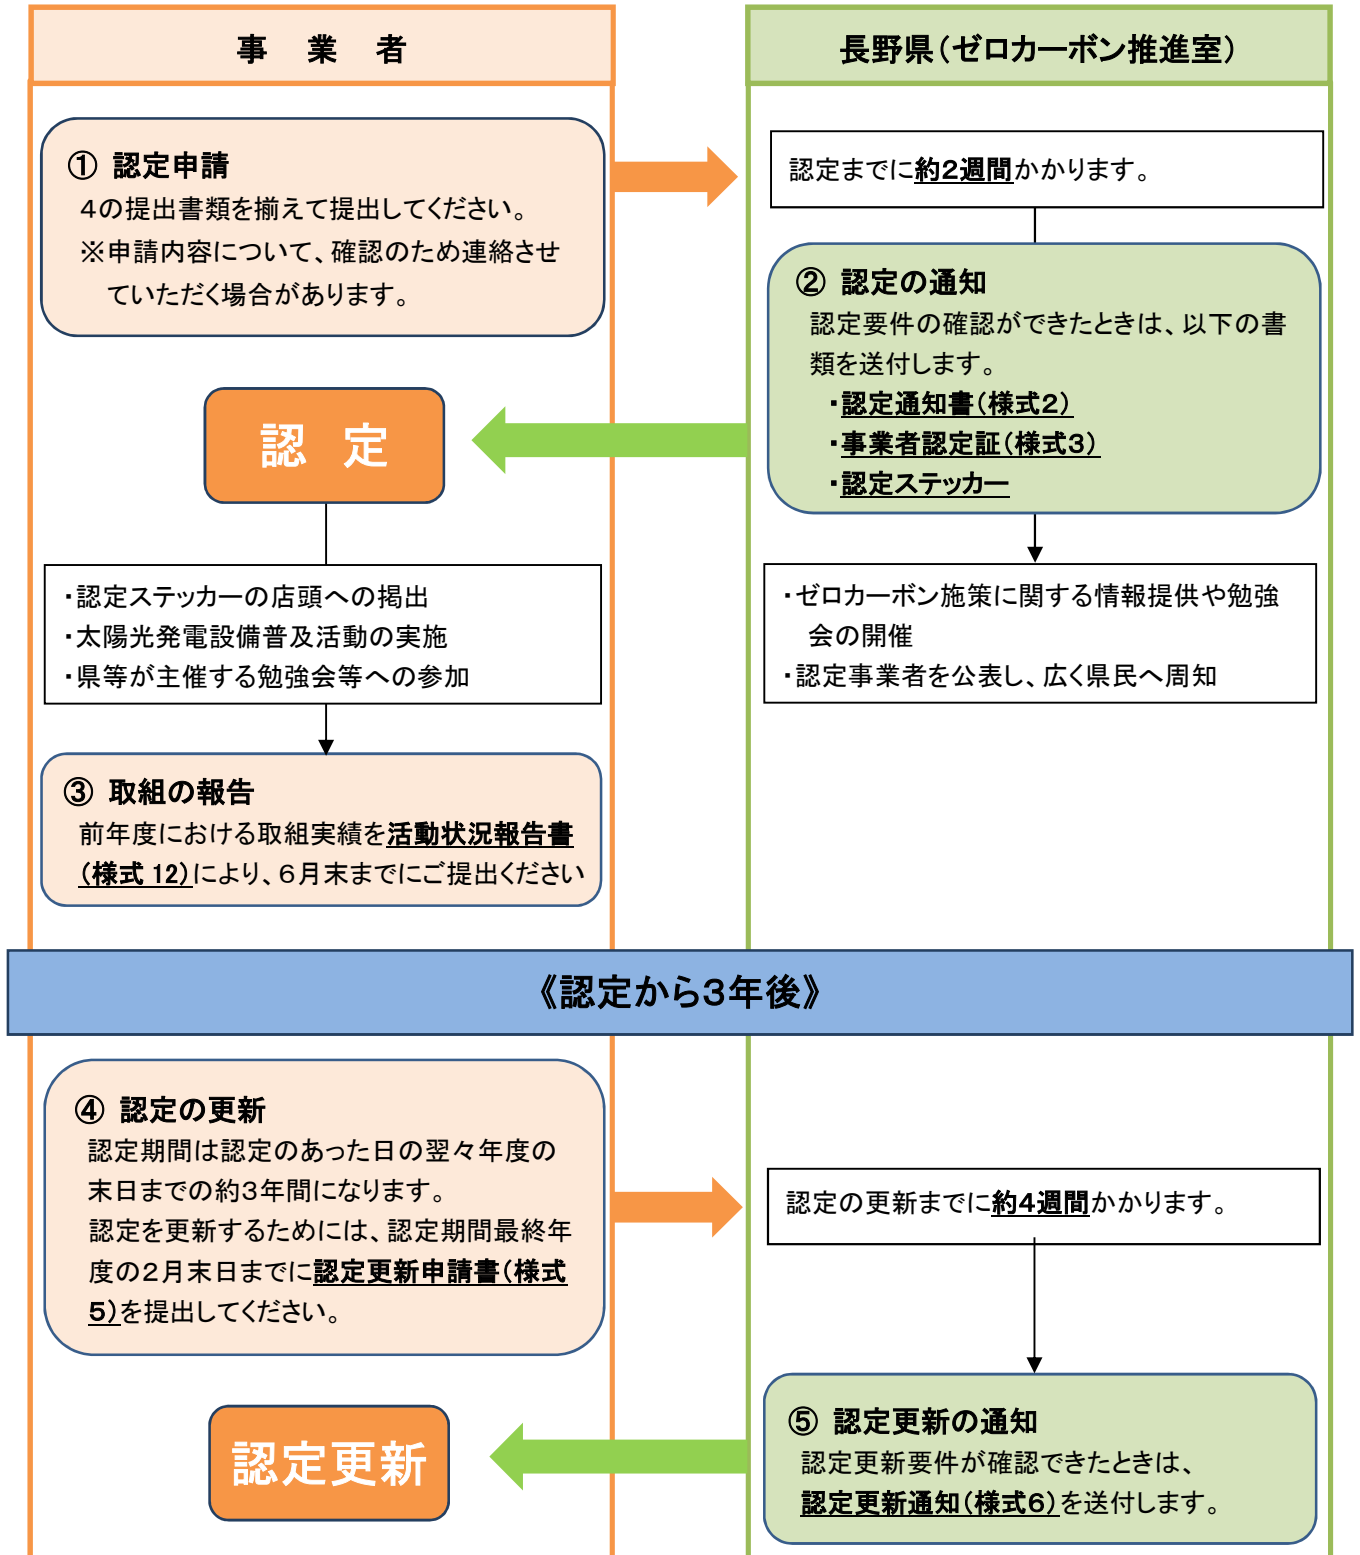 事　業　者
長野県（ゼロカーボン推進室）
① 認定申請
４の提出書類を揃えて提出してください。
※申請内容について、確認のため連絡させ
ていただく場合があります。
認定までに約２週間かかります。
② 認定の通知
認定要件の確認ができたときは、以下の書
類を送付します。
・認定通知書（様式２）
・事業者認定証（様式３）
・認定ステッカー
認　定
・認定ステッカーの店頭への掲出
・太陽光発電設備普及活動の実施
・県等が主催する勉強会等への参加
・ゼロカーボン施策に関する情報提供や勉強
会の開催
・認定事業者を公表し、広く県民へ周知
③ 取組の報告
前年度における取組実績を活動状況報告書
（様式 12）により、６月末までにご提出ください
《認定から３年後》
④ 認定の更新
認定期間は認定のあった日の翌々年度の
末日までの約３年間になります。
認定を更新するためには、認定期間最終年
度の２月末日までに認定更新申請書（様式
５）を提出してください。
認定の更新までに約４週間かかります。
⑤ 認定更新の通知
認定更新要件が確認できたときは、
認定更新通知（様式６）を送付します。
認定更新